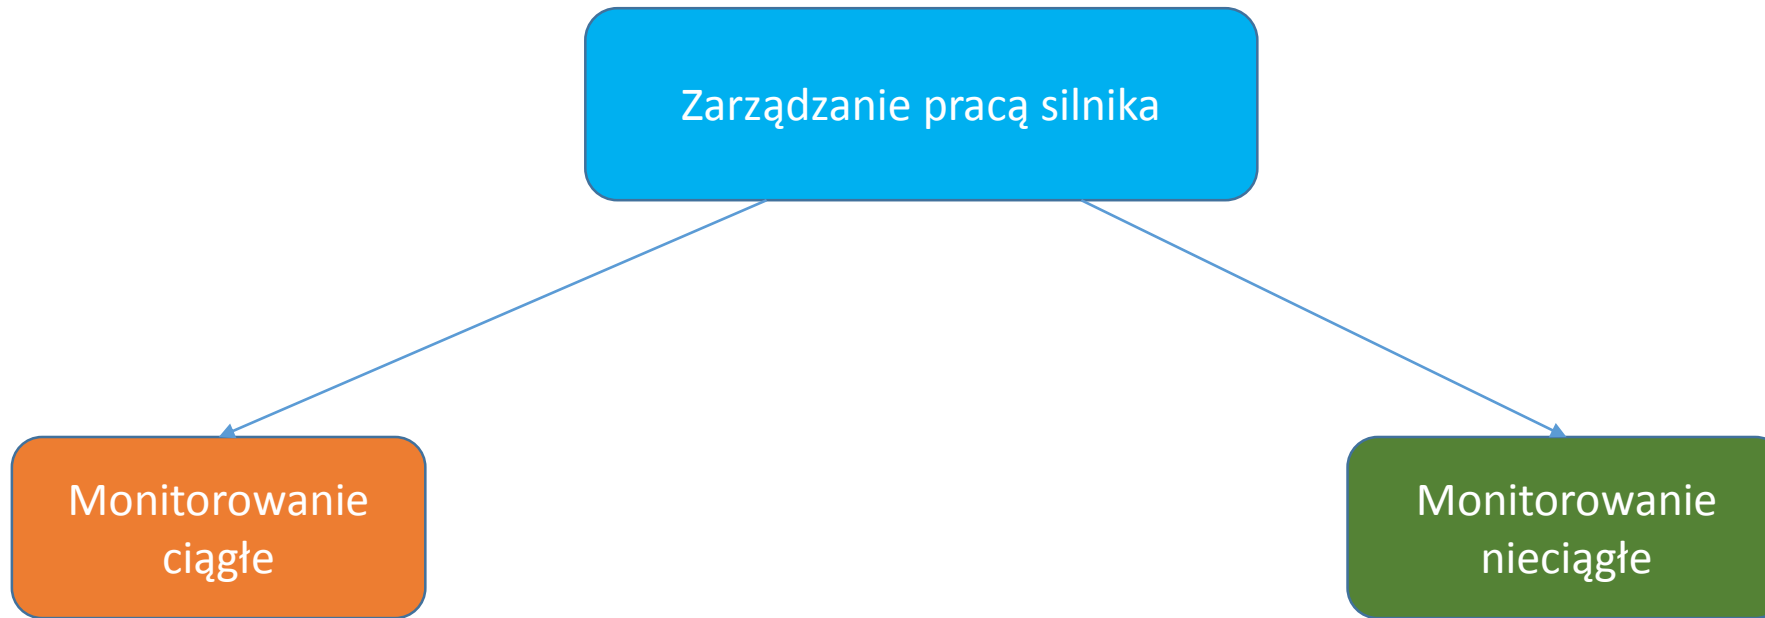 Zarządzanie pracą silnika
Monitorowanie
ciągłe
Monitorowanie
nieciągłe